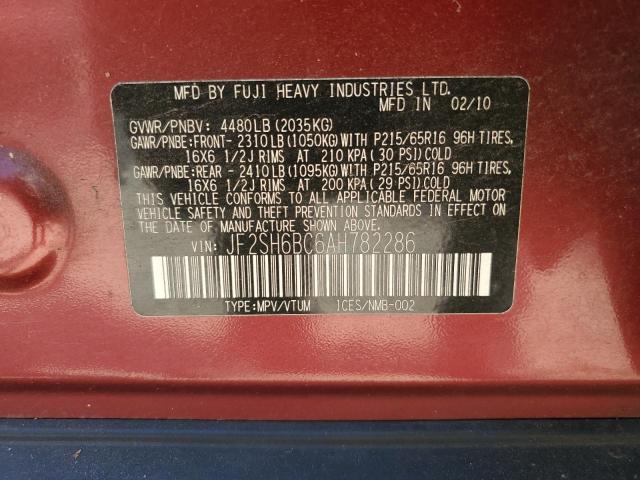 MFD BY FUJI HEAVY INDUSTRIES LTD.
MFD IN 02/10
GVWR/PNBV: 4480LB (2035KG)
GAWR/PNBE:FRONT- 2310LB (1050KG) WITH P215/65R16 96H TIRES,
16X6 1/2J RIMS AT 210 KPA ( 30 PSI) COLD
GAWR/PNBE:REAR - 2410LB (1095KG) WITH P215/65R16 96H TIRES,
16X6 1/2J RIMS AT 200 KPA ( 29 PSI) COLD
THIS VEHICLE CONFORMS TO ALL APPLICABLE FEDERAL MOTOR
VEHICLE SAFETY AND THEFT PREVENTION STANDARDS IN EFFECT ON
THE DATE OF MANUFACTURE SHOWN ABOVE.
VIN: JF2SH6BC6AH782286
TYPE:MPV/VTUM ICES/NMB-002